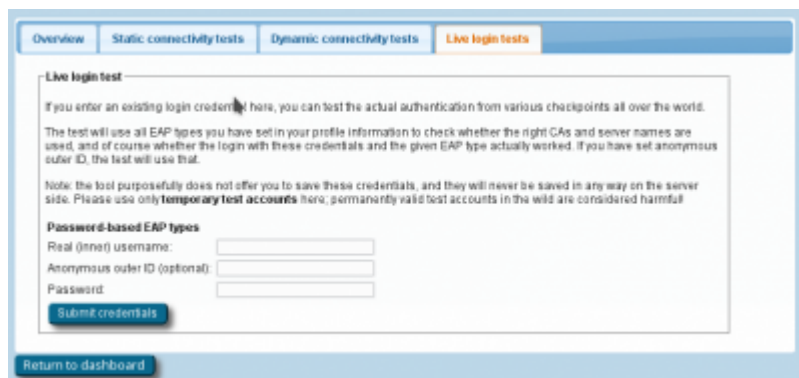 Overview Static connectivity tests Dynamic connectivity tests Live login tests
Live login test
If you enter an existing login credential here, you can test the actual authentication from various checkpoints all over the world.
The test will use all EAP types you have set in your profile information to check whether the right CAs and server names are
used, and of course whether the login with these credentials and the given EAP type actually worked. If you have set anonymous
outer ID, the test will use that.
Note: the tool purposefully does not offer you to save these credentials, and they will never be saved in any way on the server
side. Please use only temporary test accounts here; permanently valid test accounts in the wild are considered harmful!
Password-based EAP types
Real (inner) username:
Anonymous outer ID (optional):
Password:
Submit credentials
Return to dashboard